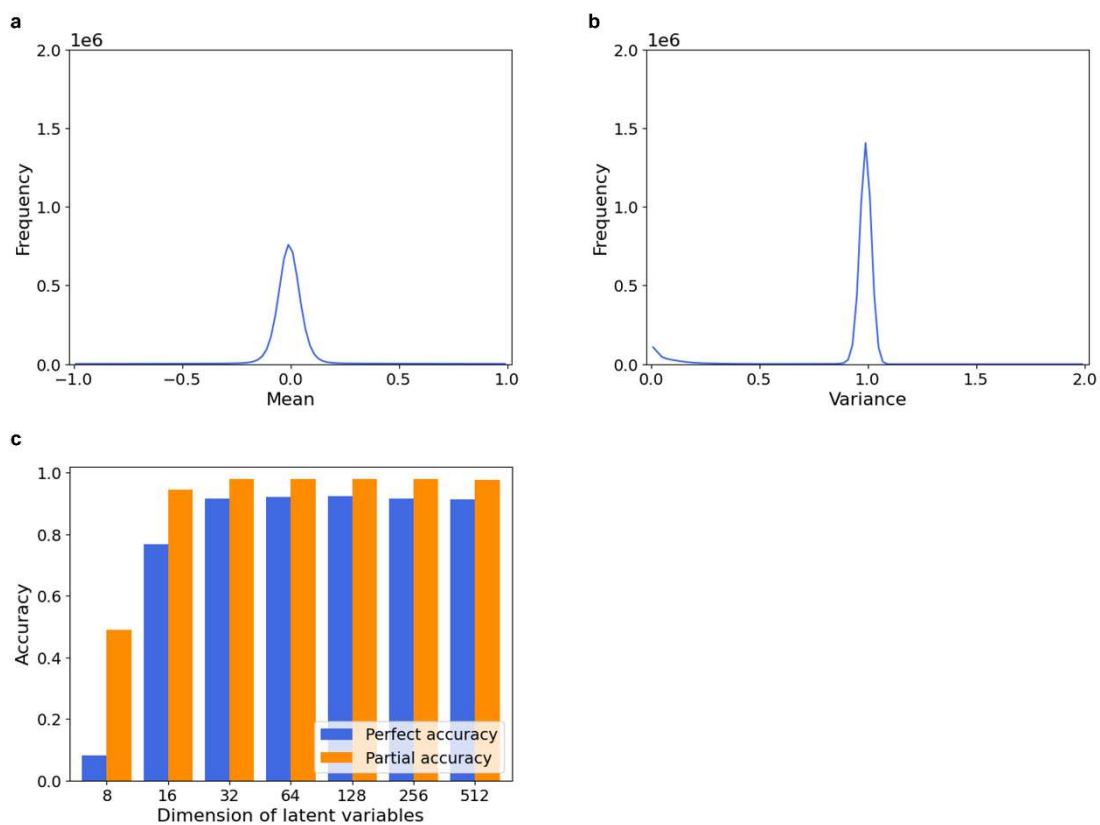 a
1e6
2.0
1.5
1.0
0.5
0.0
Frequency
−1.0 −0.5 0.0 0.5 1.0
Mean
b
1e6
2.0
1.5
1.0
0.5
0.0
Frequency
0.0 0.5 1.0 1.5 2.0
Variance
c
1.0
0.8
0.6
0.4
0.2
0.0
Accuracy
Perfect accuracy
Partial accuracy
8 16 32 64 128 256 512
Dimension of latent variables